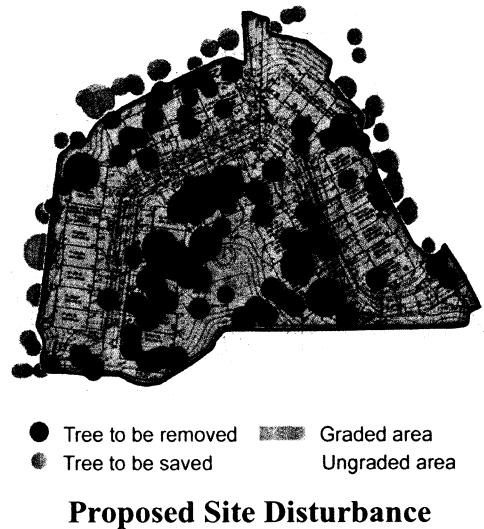 Tree to be removed Graded area
Tree to be saved Ungraded area
Proposed Site Disturbance